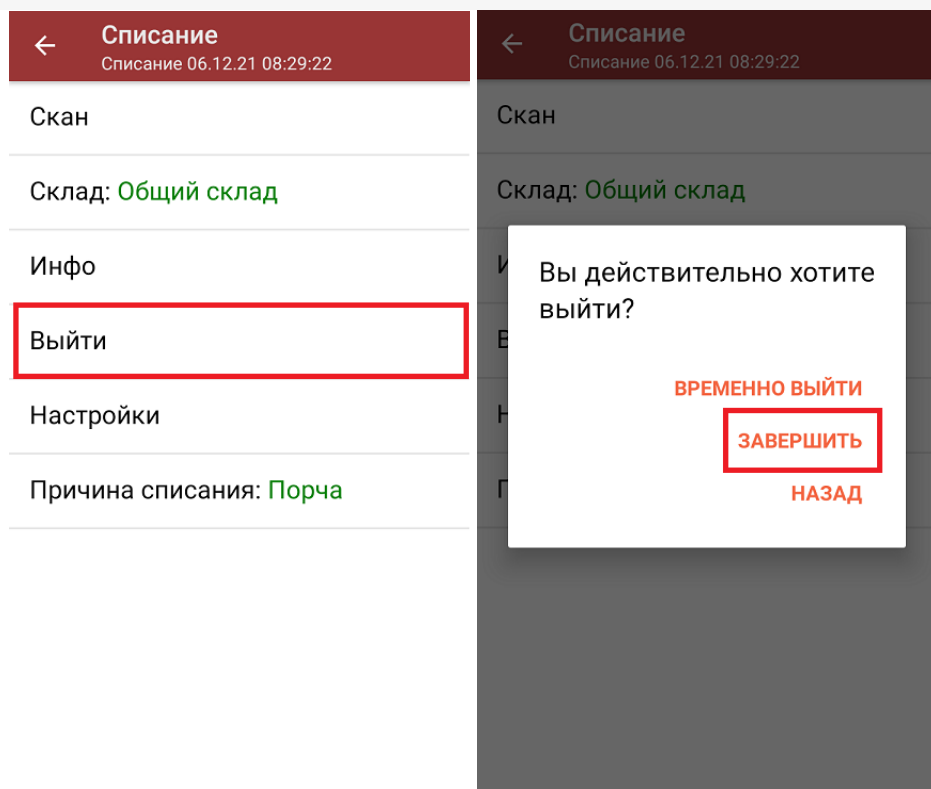 Списание
Списание 06.12.21 08:29:22
Скан
Склад: Общий склад
Инфо
Выйти
Настройки
Причина списания: Порча
Списание
Списание 06.12.21 08:29:22
Скан
Склад: Общий склад
Вы действительно хотите
выйти?
ВРЕМЕННО ВЫЙТИ
ЗАВЕРШИТЬ
НАЗАД